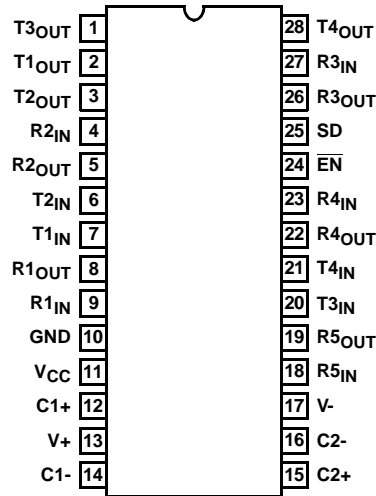 T3OUT 1 28 T4OUT
T1OUT 2 27 R3IN
T2OUT 3 26 R3OUT
R2IN 4 25 SD
R2OUT 5 24 E̅N̅
T2IN 6 23 R4IN
T1IN 7 22 R4OUT
R1OUT 8 21 T4IN
R1IN 9 20 T3IN
GND 10 19 R5OUT
VCC 11 18 R5IN
C1+ 12 17 V-
V+ 13 16 C2-
C1- 14 15 C2+